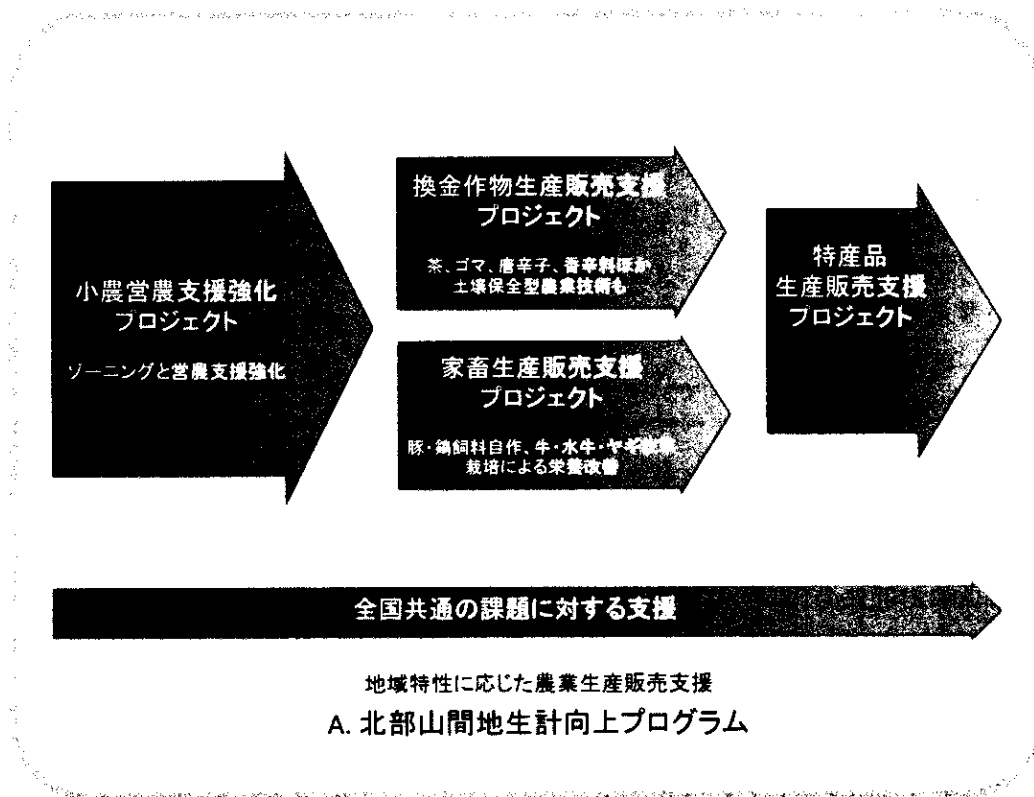 小農営農支援強化
プロジェクト
ゾーニングと営農支援強化
換金作物生産販売支援
プロジェクト
茶、ゴマ、唐辛子、香辛料ほか
土壌保全型農業技術も
家畜生産販売支援
プロジェクト
豚・鶏飼料自作、牛・水牛・ヤギ
栽培による栄養改善
特産品
生産販売支援
プロジェクト
全国共通の課題に対する支援
地域特性に応じた農業生産販売支援
A. 北部山間地生計向上プログラム